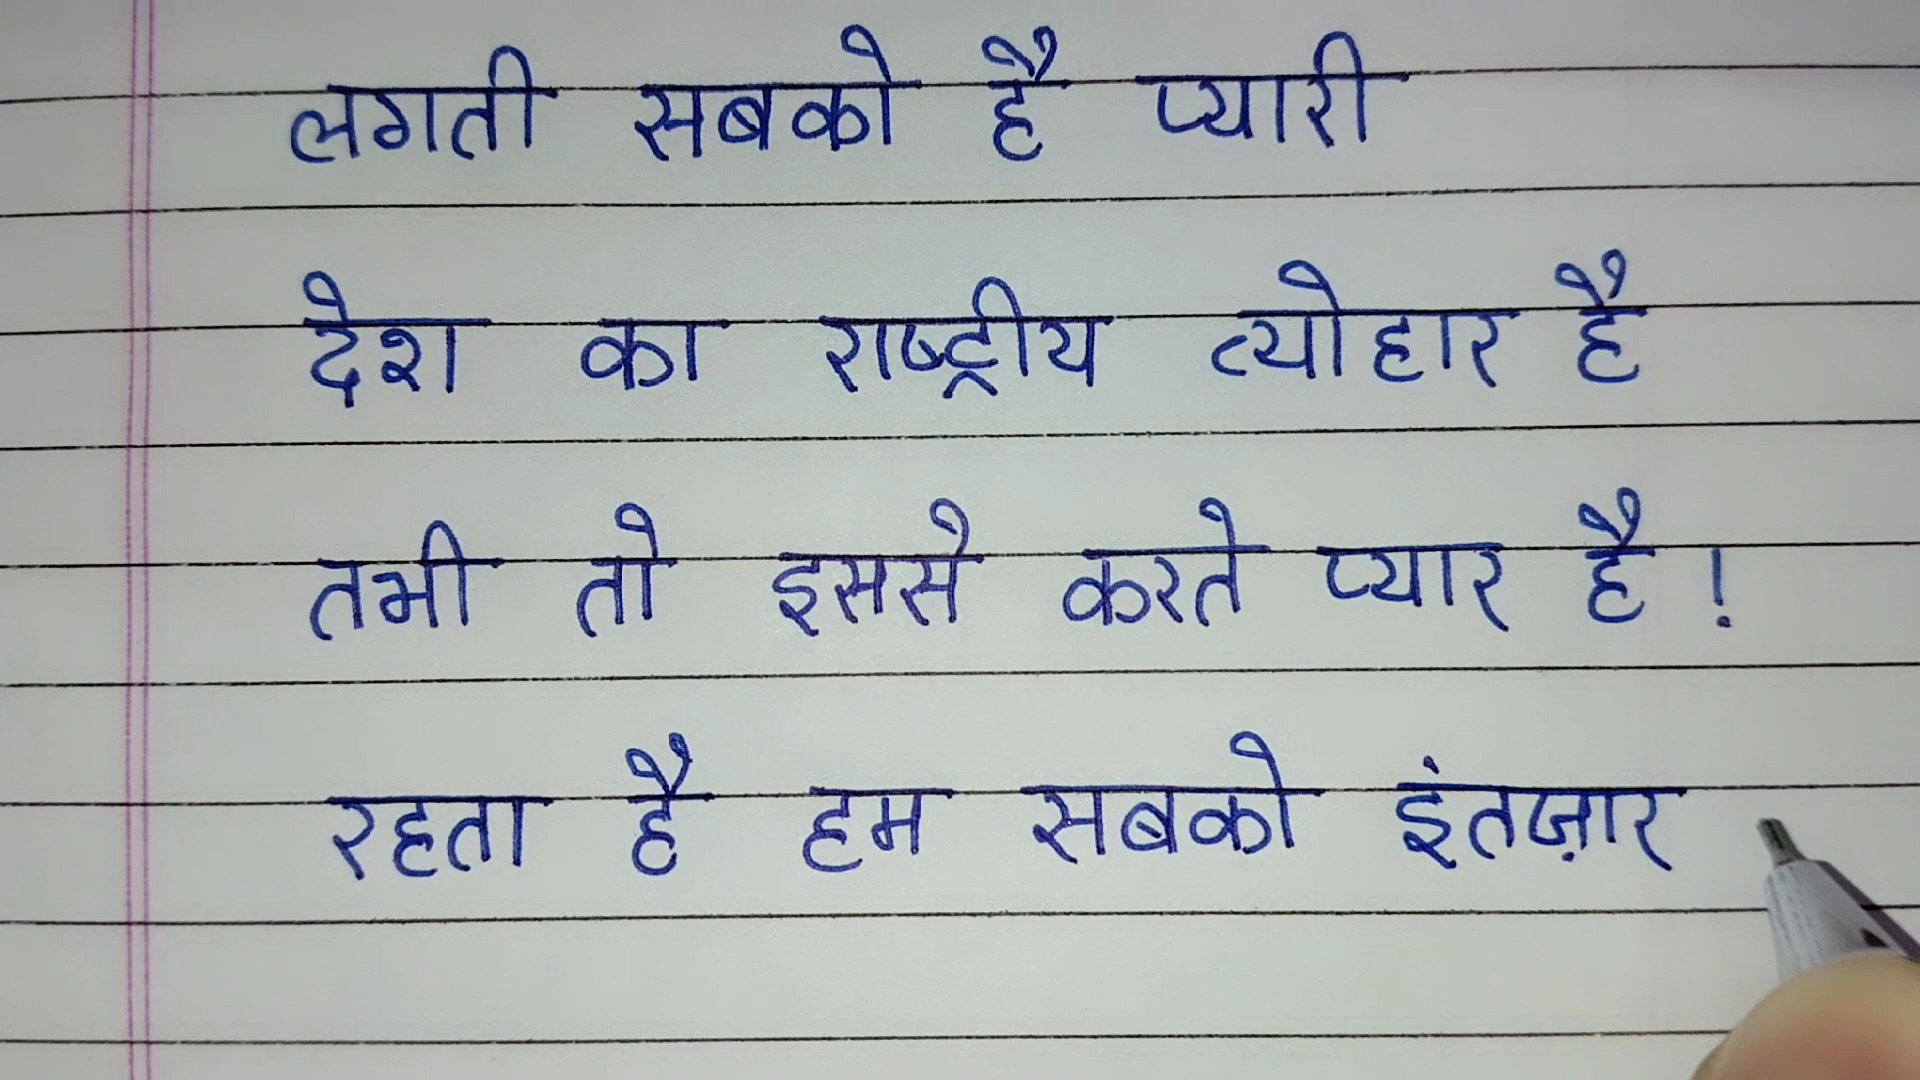 लगती सबको है प्यारी
देश का राष्ट्रीय त्योहार है
तभी तो इससे करते प्यार है!
रहता है हम सबको इंतज़ार